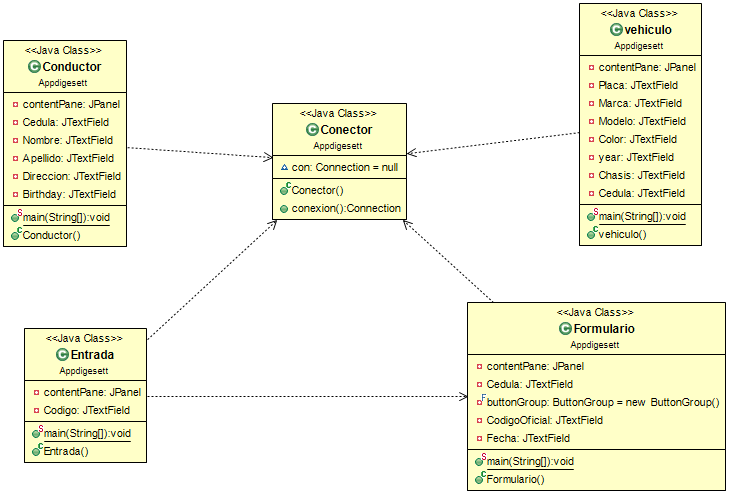 <<Java Class>>
Conductor
Appdigesett
contentPane: JPanel
Cedula: JTextField
Nombre: JTextField
Apellido: JTextField
Direccion: JTextField
Birthday: JTextField
main(String[]):void
Conductor()
<<Java Class>>
Conector
Appdigesett
con: Connection = null
Conector()
conexion():Connection
<<Java Class>>
vehiculo
Appdigesett
contentPane: JPanel
Placa: JTextField
Marca: JTextField
Modelo: JTextField
Color: JTextField
year: JTextField
Chasis: JTextField
Cedula: JTextField
main(String[]):void
vehiculo()
<<Java Class>>
Entrada
Appdigesett
contentPane: JPanel
Codigo: JTextField
main(String[]):void
Entrada()
<<Java Class>>
Formulario
Appdigesett
contentPane: JPanel
Cedula: JTextField
buttonGroup: ButtonGroup = new ButtonGroup()
CodigoOficial: JTextField
Fecha: JTextField
main(String[]):void
Formulario()